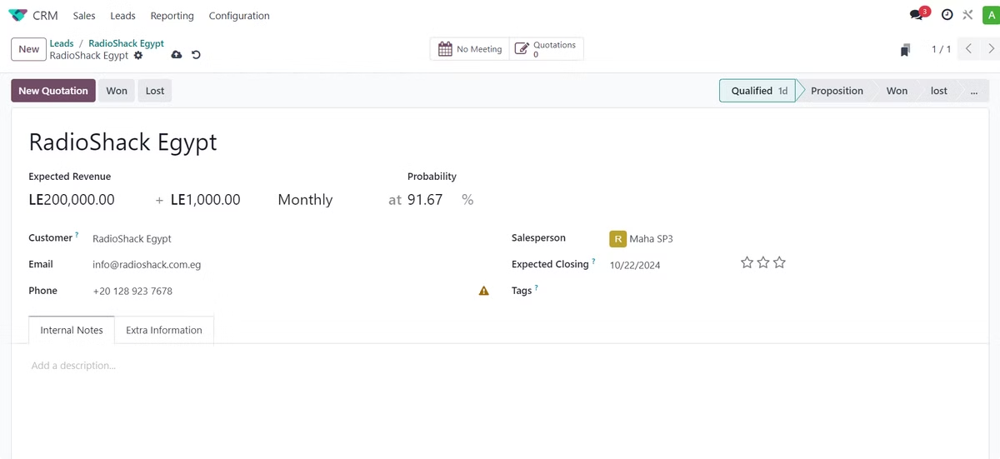 CRM Sales Leads Reporting Configuration 3 A
New Leads / RadioShack Egypt
RadioShack Egypt
No Meeting
Quotations
0
1 / 1
New Quotation Won Lost
Qualified 1d Proposition Won lost ...
RadioShack Egypt
Expected Revenue Probability
LE200,000.00 + LE1,000.00 Monthly at 91.67 %
Customer ? RadioShack Egypt
Salesperson R Maha SP3
Email info@radioshack.com.eg
Expected Closing ? 10/22/2024
Phone +20 128 923 7678
Tags ?
Internal Notes Extra Information
Add a description...